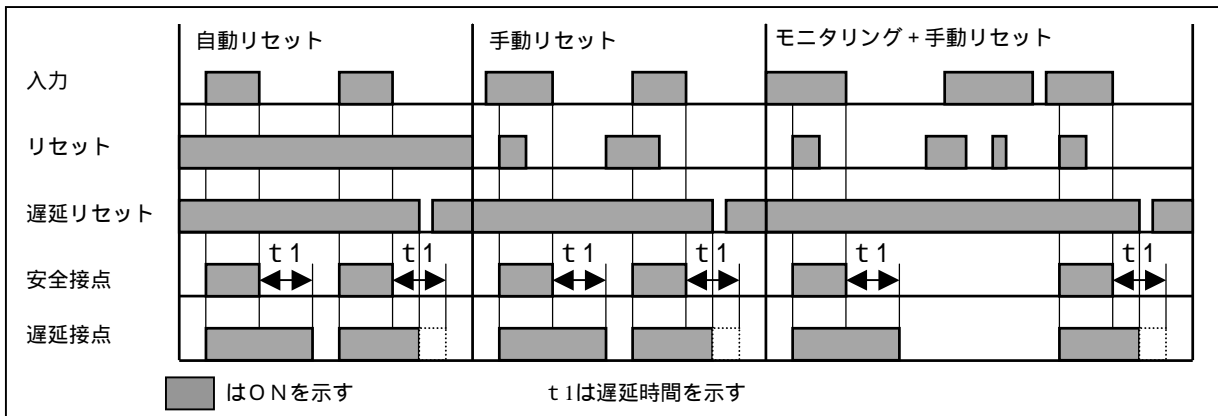 自動リセット 手動リセット モニタリング+手動リセット
入力
リセット
遅延リセット
t1 t1 t1 t1 t1 t1
安全接点
遅延接点
はONを示す t1は遅延時間を示す